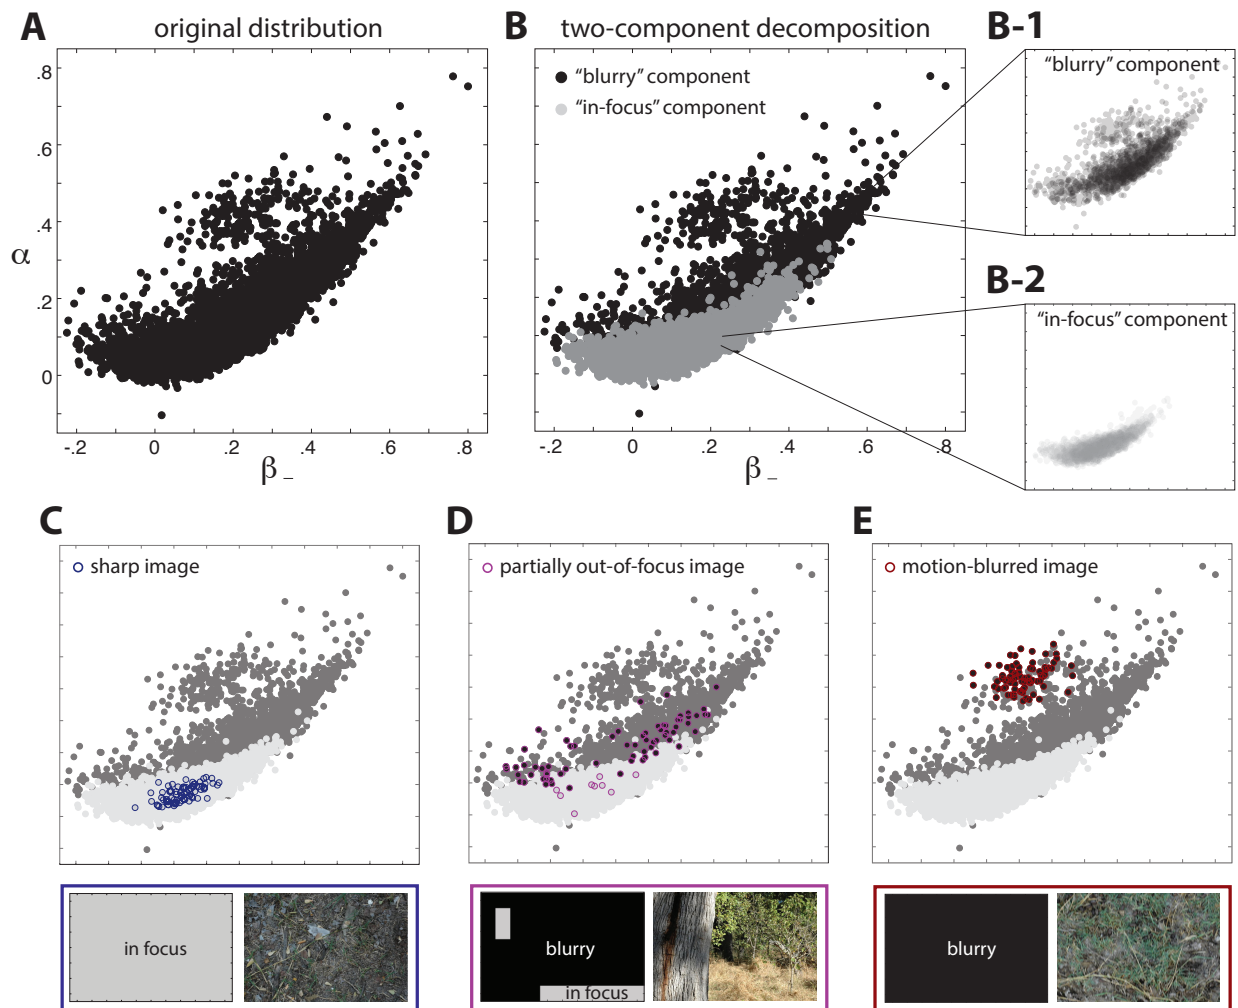 A
original distribution
B
two-component decomposition
B-1
.8
.6
.4
.2
0
α
-.2
0
.2
.4
.6
.8
β_
“blurry” component
“in-focus” component
-.2
0
.2
.4
.6
.8
β_
“blurry” component
B-2
“in-focus” component
C
sharp image
D
partially out-of-focus image
E
motion-blurred image
in focus
blurry
in focus
blurry